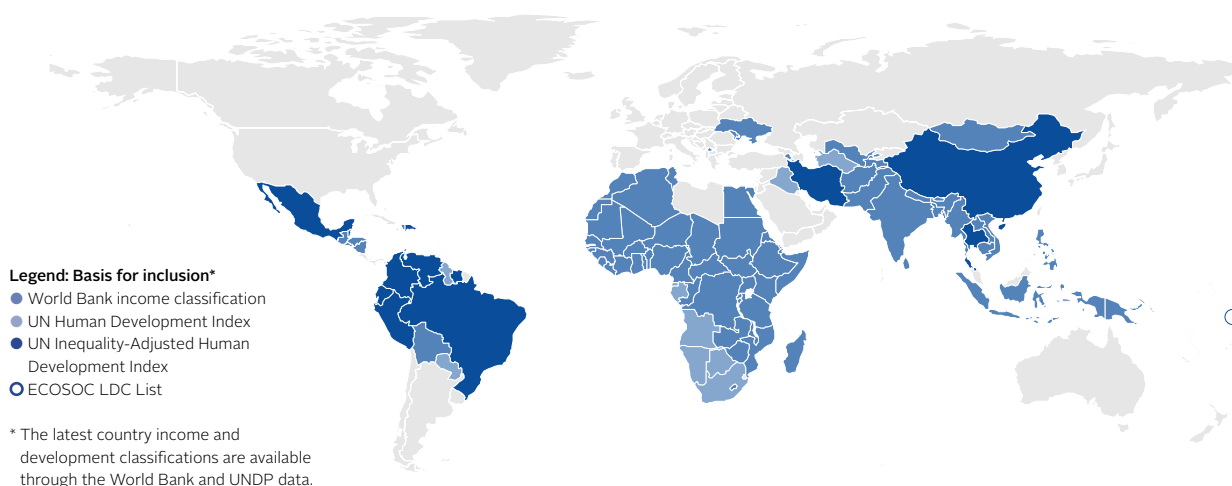 Legend: Basis for inclusion*
World Bank income classification
UN Human Development Index
UN Inequality-Adjusted Human
Development Index
ECOSOC LDC List
* The latest country income and
development classifications are available
through the World Bank and UNDP data.